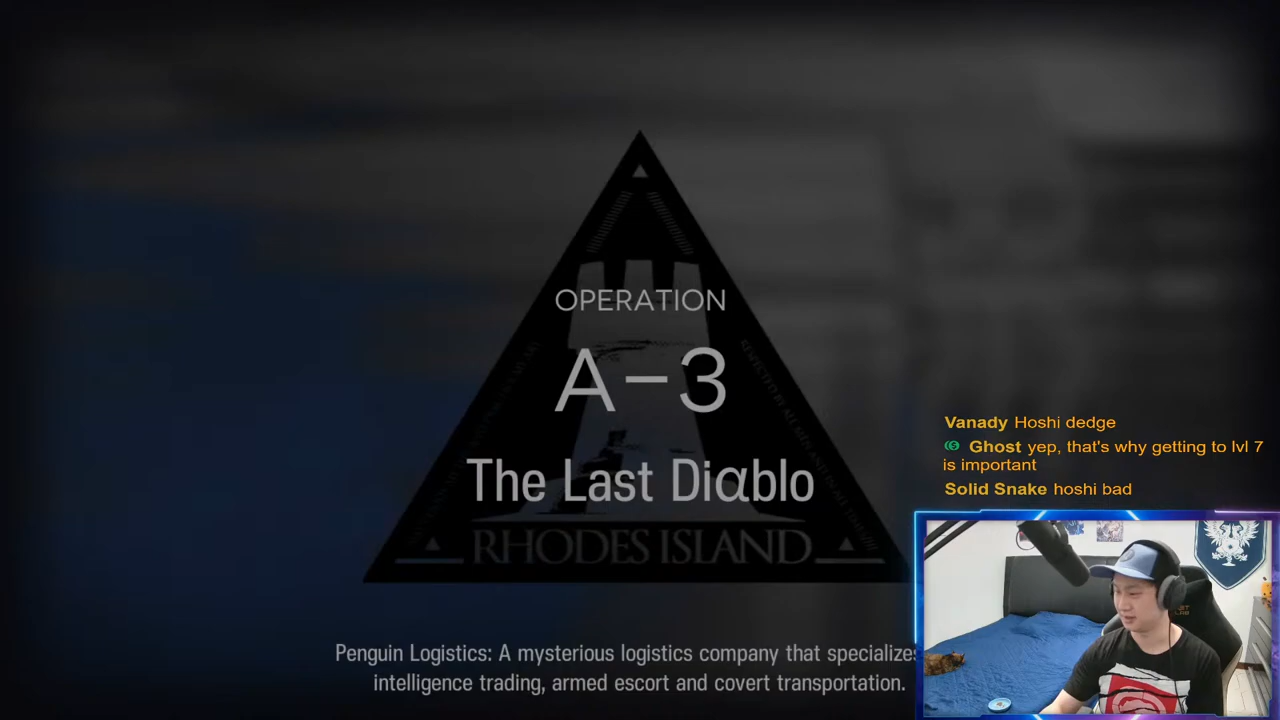 OPERATION
A-3
The Last Diablo
RHODES ISLAND
Penguin Logistics: A mysterious logistics company that specializes
intelligence trading, armed escort and covert transportation.
Vanady Hoshi dedge
Ghost yep, that's why getting to lvl 7
is important
Solid Snake hoshi bad